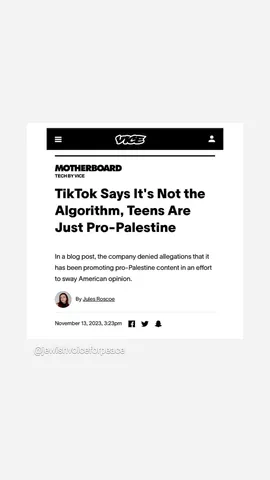 VICE
MOTHERBOARD
TECH BY VICE
TikTok Says It's Not the
Algorithm, Teens Are
Just Pro-Palestine
In a blog post, the company denied allegations that it
has been promoting pro-Palestine content in an effort
to sway American opinion.
By Jules Roscoe
November 13, 2023, 3:23pm
@jewishvoiceforpeace